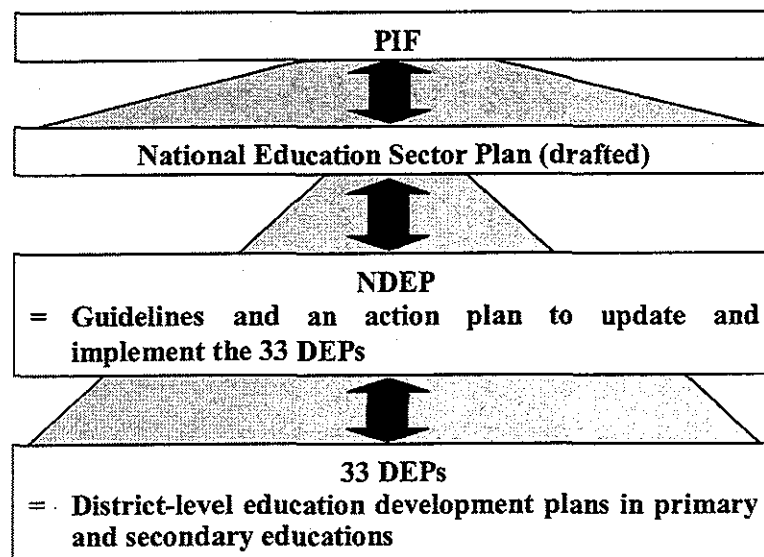 PIF
National Education Sector Plan (drafted)
NDEP
= Guidelines and an action plan to update and
implement the 33 DEPs
33 DEPs
= District-level education development plans in primary
and secondary educations